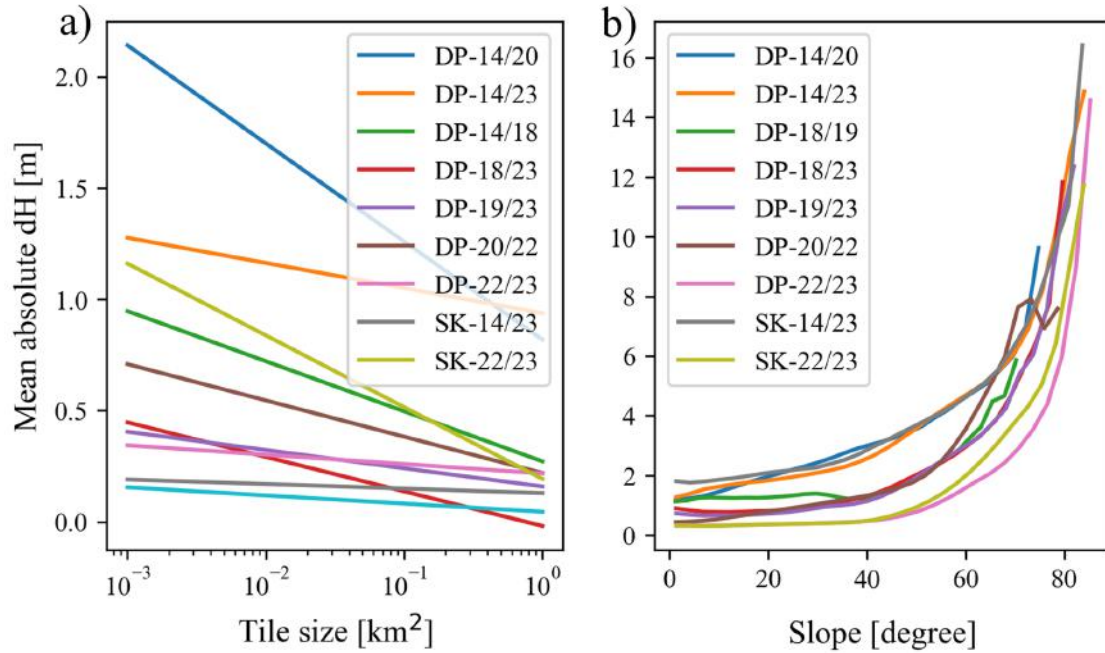 a)
Mean absolute dH [m]
2.0
1.5
1.0
0.5
0.0
DP-14/20
DP-14/23
DP-14/18
DP-18/23
DP-19/23
DP-20/22
DP-22/23
SK-14/23
SK-22/23
10⁻³
10⁻²
10⁻¹
10⁰
Tile size [km²]
b)
16
14
12
10
8
6
4
2
0
DP-14/20
DP-14/23
DP-18/19
DP-18/23
DP-19/23
DP-20/22
DP-22/23
SK-14/23
SK-22/23
0
20
40
60
80
Slope [degree]